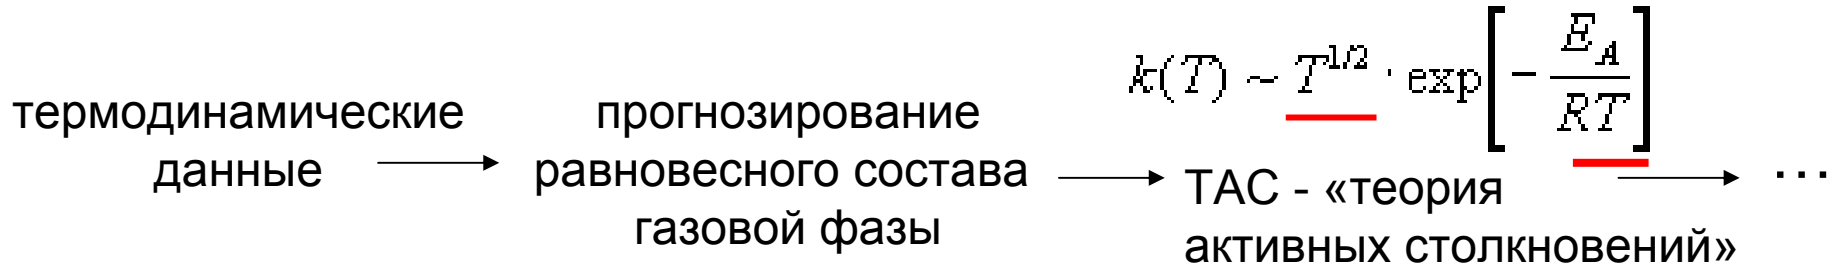 термодинамические
данные
прогнозирование
равновесного состава
газовой фазы
k(T) ~ T^{1/2} · exp[ - E_A / RT ]
ТАС - «теория
активных столкновений»
...